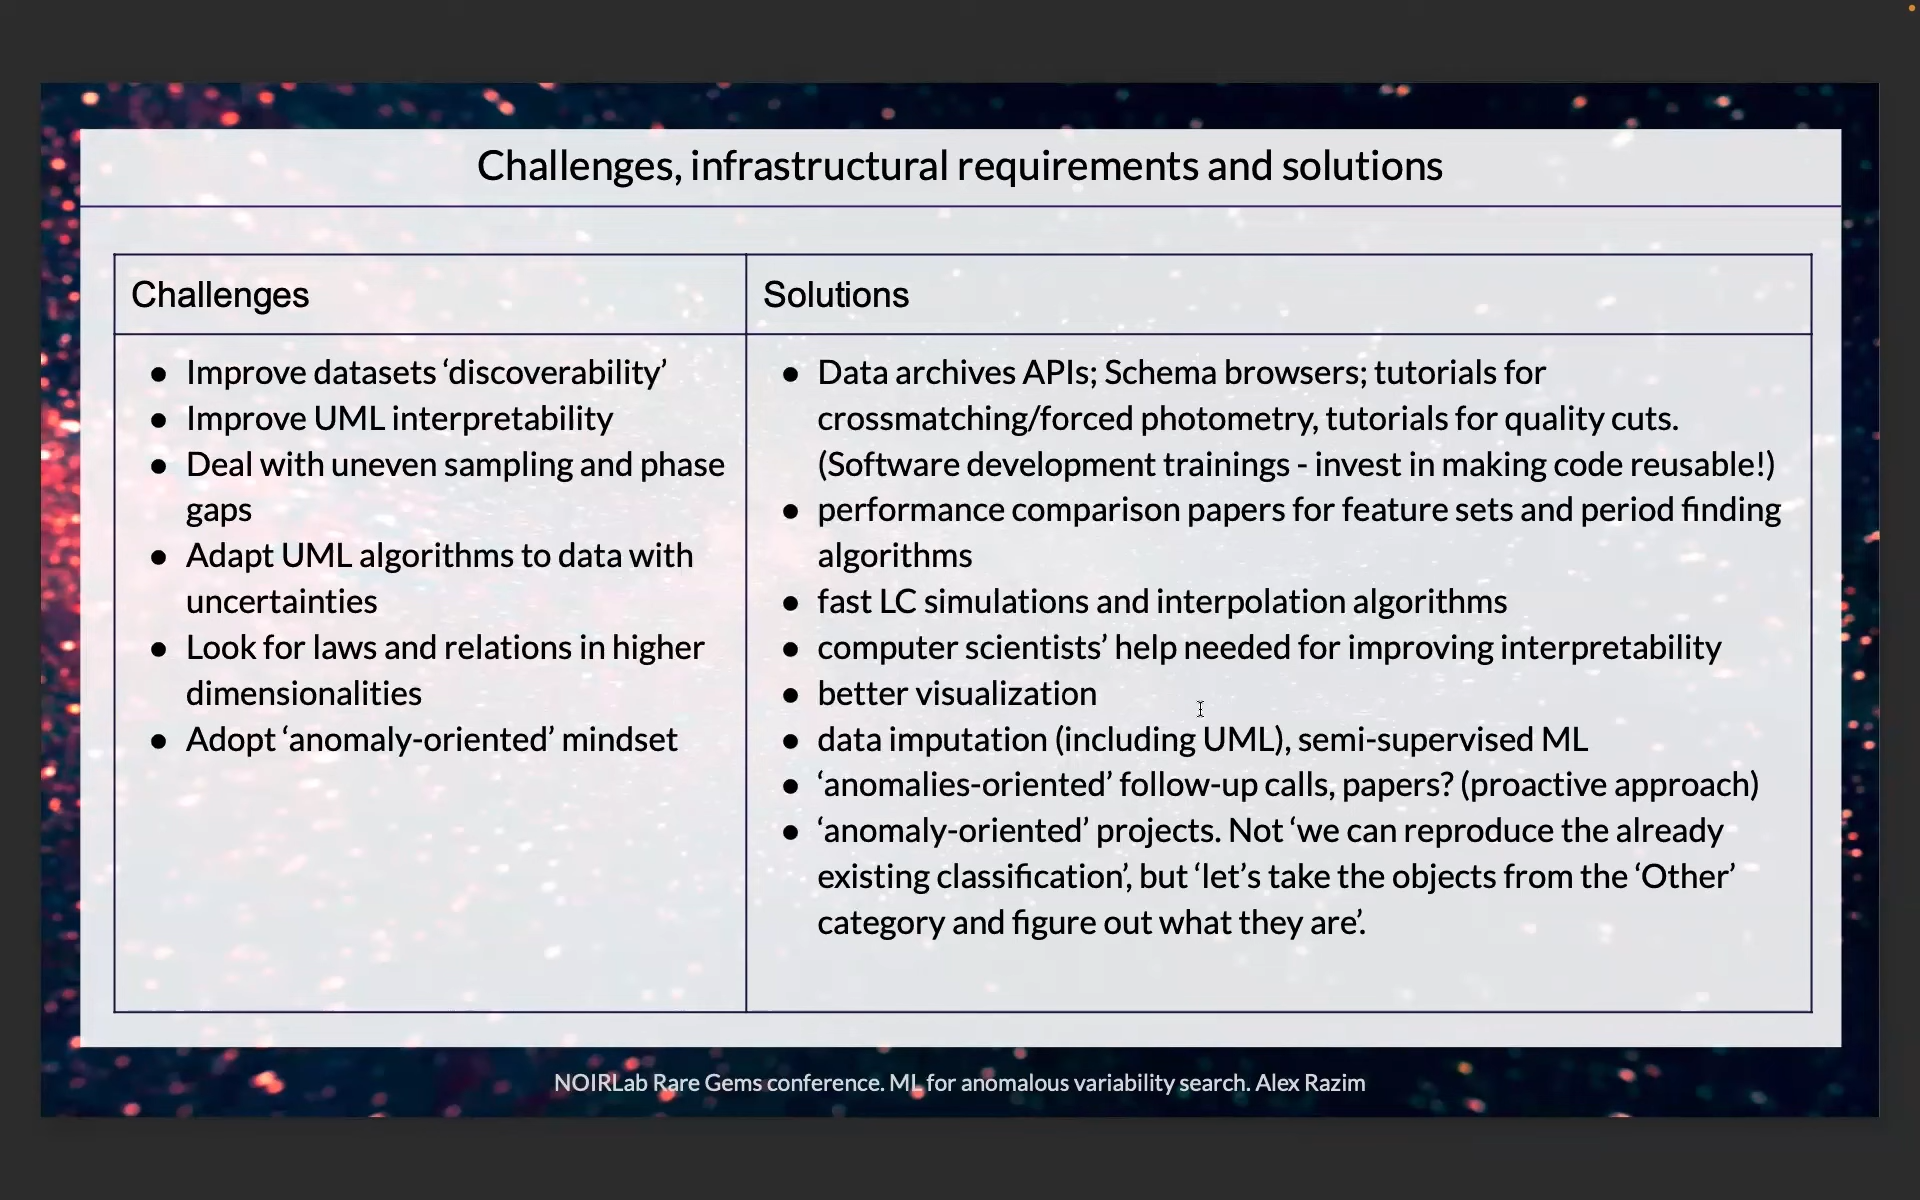 Challenges, infrastructural requirements and solutions
Challenges
● Improve datasets ‘discoverability’
● Improve UML interpretability
● Deal with uneven sampling and phase
gaps
● Adapt UML algorithms to data with
uncertainties
● Look for laws and relations in higher
dimensionalities
● Adopt ‘anomaly-oriented’ mindset
Solutions
● Data archives APIs; Schema browsers; tutorials for
crossmatching/forced photometry, tutorials for quality cuts.
(Software development trainings - invest in making code reusable!)
● performance comparison papers for feature sets and period finding
algorithms
● fast LC simulations and interpolation algorithms
● computer scientists’ help needed for improving interpretability
● better visualization
● data imputation (including UML), semi-supervised ML
● ‘anomalies-oriented’ follow-up calls, papers? (proactive approach)
● ‘anomaly-oriented’ projects. Not ‘we can reproduce the already
existing classification’, but ‘let’s take the objects from the ‘Other’
category and figure out what they are’.
NOIRLab Rare Gems conference. ML for anomalous variability search. Alex Razim